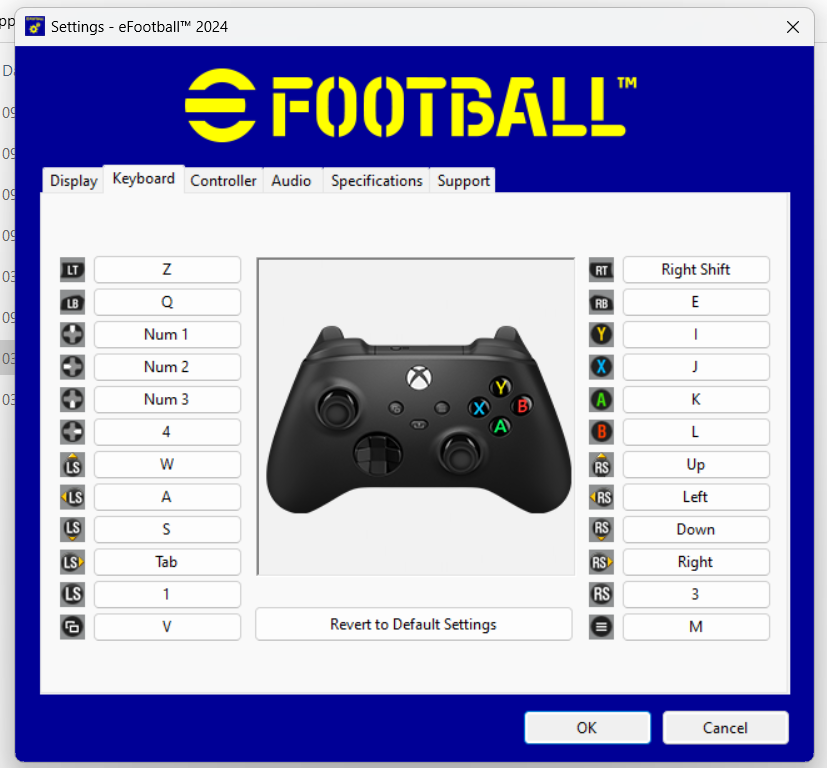 Settings - eFootball™ 2024
FOOTBALL™
Display Keyboard Controller Audio Specifications Support
LT Z
LB Q
Num 1
Num 2
Num 3
4
LS W
LS A
LS S
LS Tab
LS 1
V
Y
X B
A
Revert to Default Settings
RT Right Shift
RB E
Y I
X J
A K
B L
RS Up
RS Left
RS Down
RS Right
RS 3
M
OK Cancel